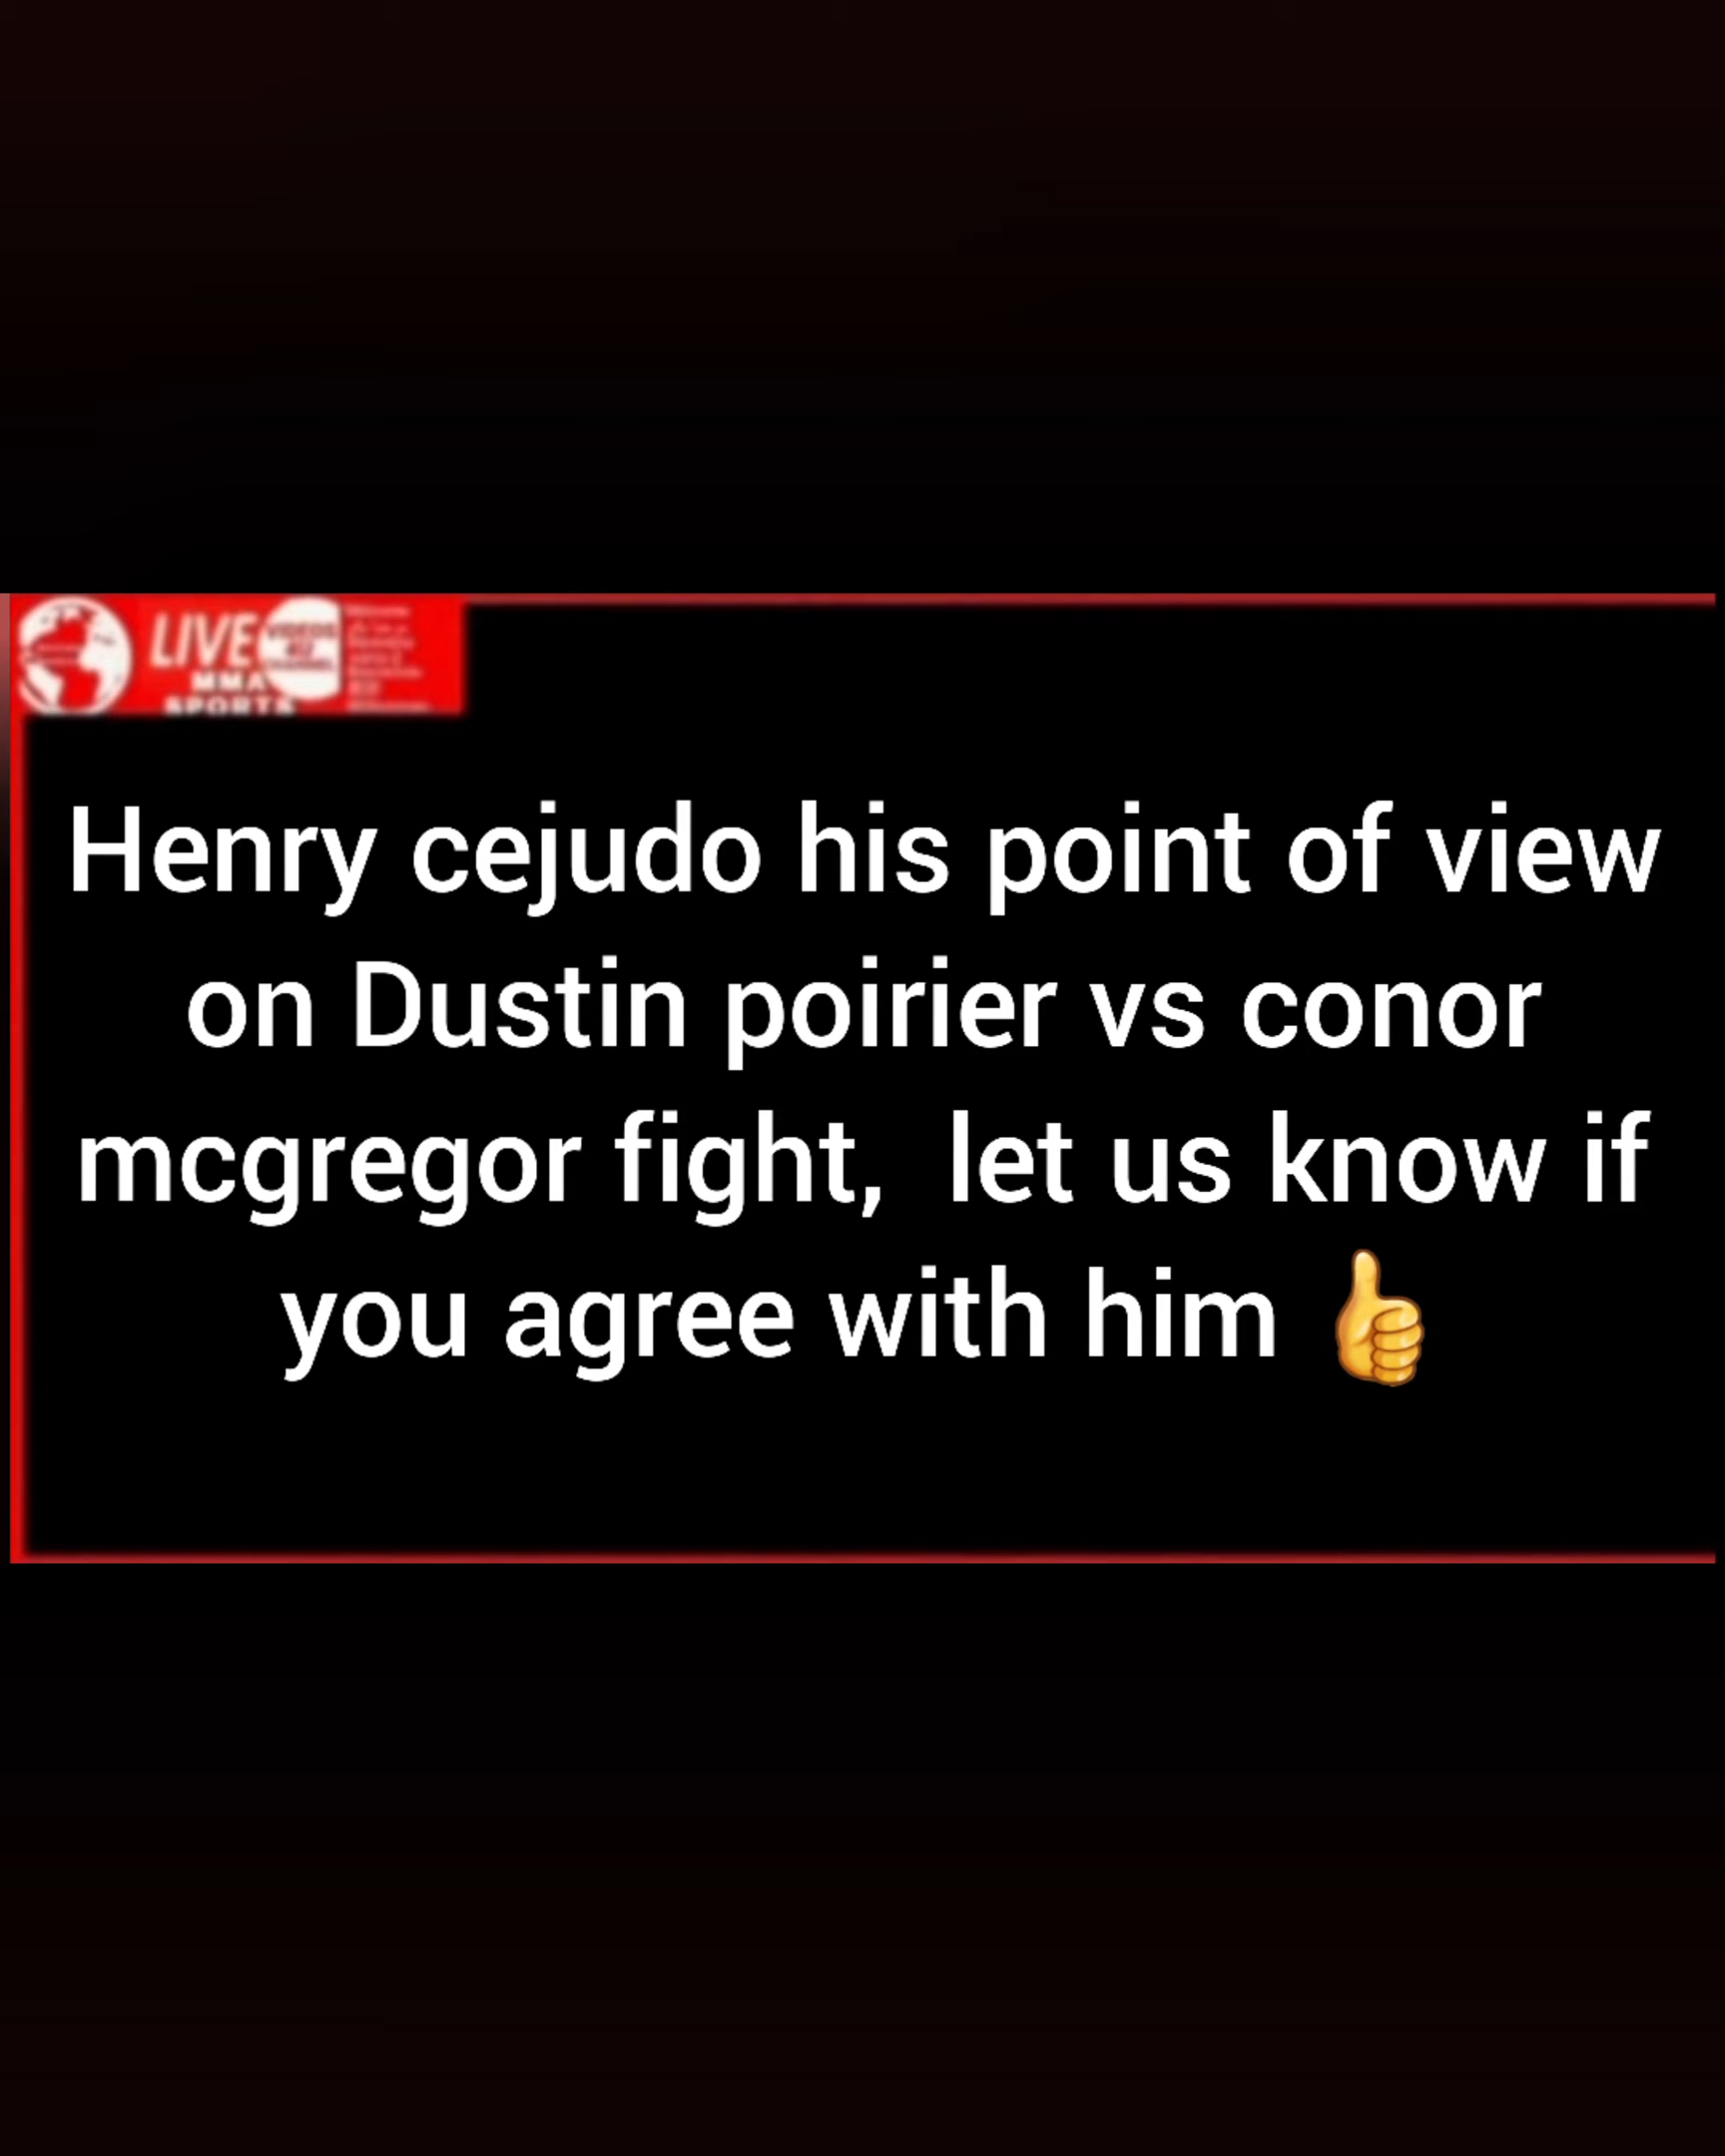 LIVE
MMA
SPORTS
Henry cejudo his point of view
on Dustin poirier vs conor
mcgregor fight,  let us know if
you agree with him 👍